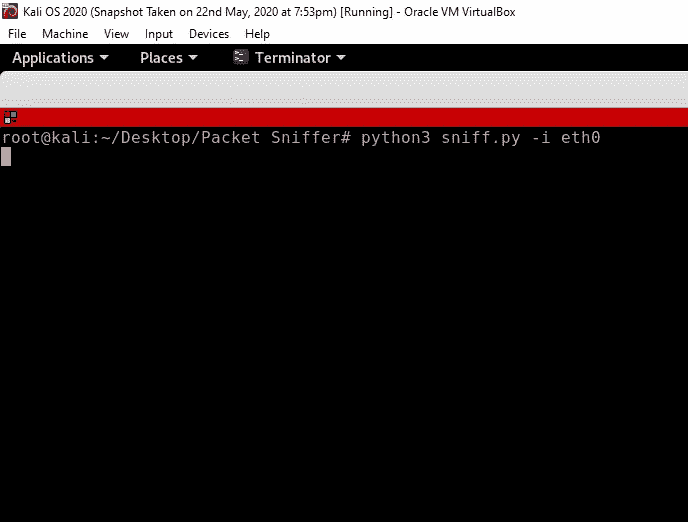 Kali OS 2020 (Snapshot Taken on 22nd May, 2020 at 7:53pm) [Running] - Oracle VM VirtualBox
File Machine View Input Devices Help
Applications Places Terminator
root@kali:~/Desktop/Packet Sniffer# python3 sniff.py -i eth0